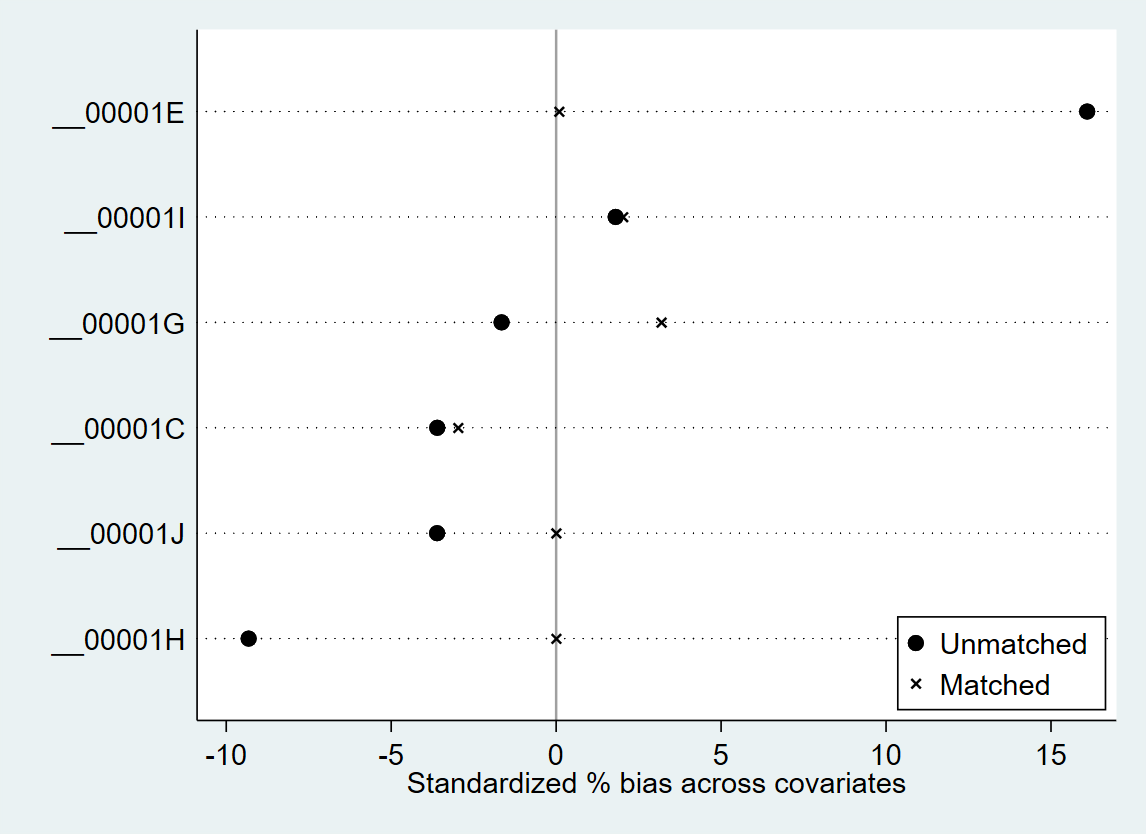 __00001E
__00001I
__00001G
__00001C
__00001J
__00001H
Unmatched
Matched
-10 -5 0 5 10 15
Standardized % bias across covariates